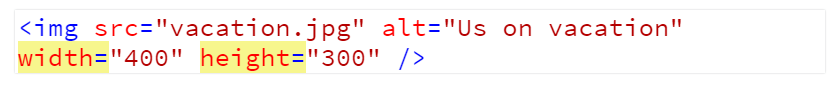 <img src="vacation.jpg" alt="Us on vacation"
width="400" height="300" />